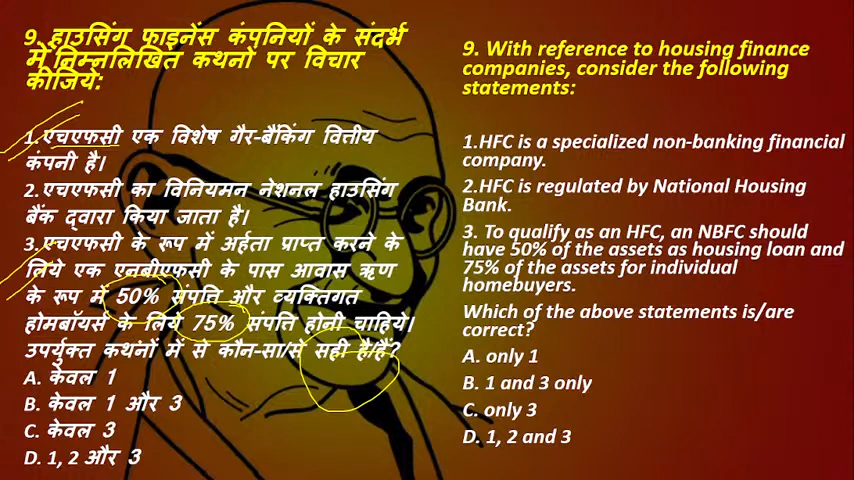 9. हाउसिंग फ़ाइनेंस कंपनियों के संदर्भ
में निम्नलिखित कथनों पर विचार
कीजिये:
1.एचएफसी एक विशेष गैर-बैंकिंग वित्तीय
कंपनी है।
2.एचएफसी का विनियमन नेशनल हाउसिंग
बैंक द्वारा किया जाता है।
3.एचएफसी के रूप में अर्हता प्राप्त करने के
लिये एक एनबीएफसी के पास आवास ऋण
के रूप में 50% संपत्ति और व्यक्तिगत
होमबॉयर्स के लिये 75% संपत्ति होनी चाहिये।
उपर्युक्त कथनों में से कौन-सा/से सही है/हैं?
A. केवल 1
B. केवल 1 और 3
C. केवल 3
D. 1, 2 और 3
9. With reference to housing finance
companies, consider the following
statements:
1.HFC is a specialized non-banking financial
company.
2.HFC is regulated by National Housing
Bank.
3. To qualify as an HFC, an NBFC should
have 50% of the assets as housing loan and
75% of the assets for individual
homebuyers.
Which of the above statements is/are
correct?
A. only 1
B. 1 and 3 only
C. only 3
D. 1, 2 and 3